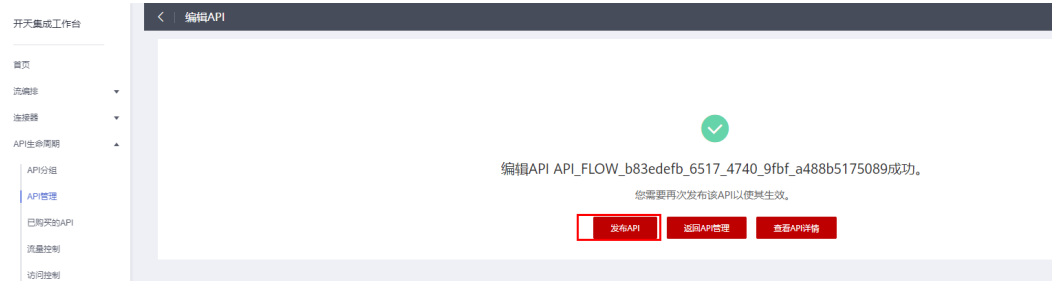 开天集成工作台
首页
流编排
连接器
API生命周期
API分组
API管理
已购买的API
流量控制
访问控制
编辑API
编辑API API_FLOW_b83edefb_6517_4740_9fbf_a488b5175089成功。
您需要再次发布该API以使其生效。
发布API 返回API管理 查看API详情